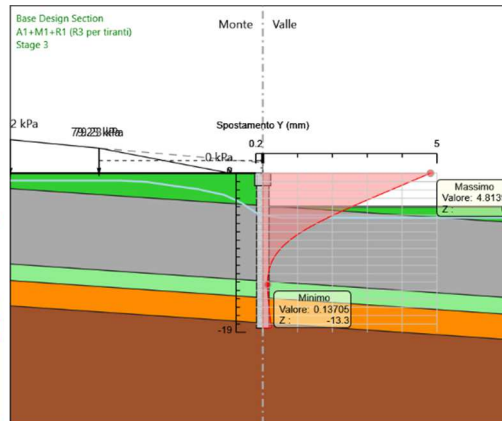 Base Design Section
A1+M1+R1 (R3 per tiranti)
Stage 3
Monte
Valle
2 kPa
0 kPa
Spostamento Y (mm)
0.2
5
Massimo
Valore: 4.813
Z :
Minimo
Valore: 0.13705
Z : -13.3
-19